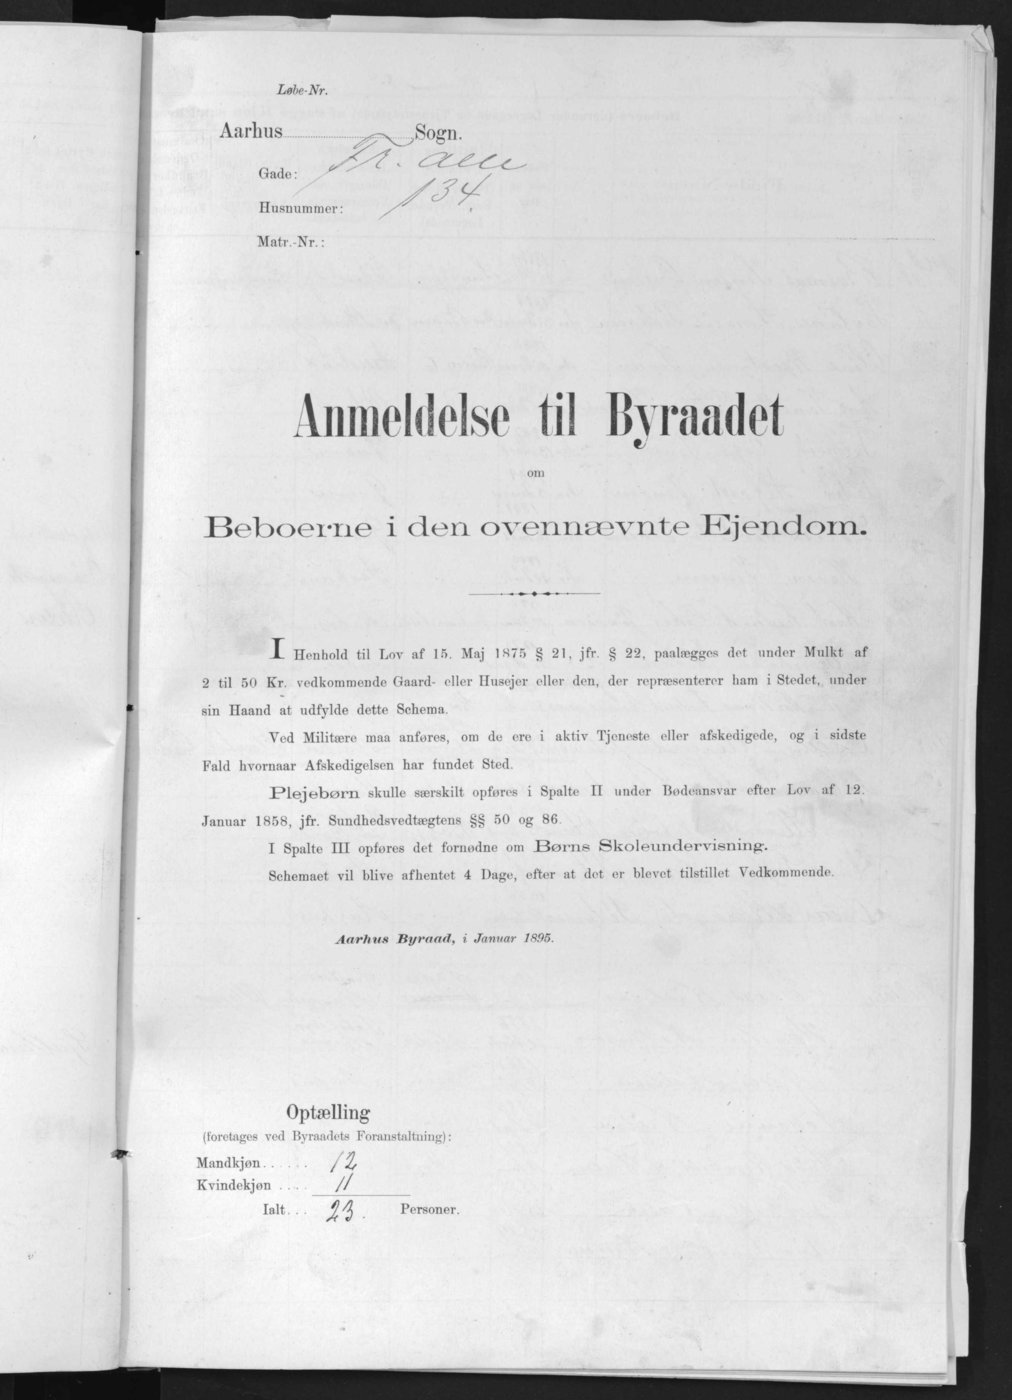 Løbe-Nr.
Aarhus Sogn.
Gade: Fr. Alle
Husnummer: 134.
Matr.-Nr.:
Anmeldelse til Byraadet
om
Beboerne i den ovennævnte Ejendom.
I Henhold til Lov af 15. Maj 1875 § 21, jfr. § 22, paalægges det under Mulkt af
2 til 50 Kr. vedkommende Gaard- eller Husejer eller den, der repræsenterer ham i Stedet, under
sin Haand at udfylde dette Schema.
Ved Militære maa anføres, om de ere i aktiv Tjeneste eller afskedigede, og i sidste
Fald hvornaar Afskedigelsen har fundet Sted.
Plejebørn skulle særskilt opføres i Spalte II under Bødeansvar efter Lov af 12.
Januar 1858, jfr. Sundhedsvedtægtens §§ 50 og 86.
I Spalte III opføres det fornødne om Børns Skoleundervisning.
Schemaet vil blive afhentet 4 Dage, efter at det er blevet tilstillet Vedkommende.
Aarhus Byraad, i Januar 1895.
Optælling
(foretages ved Byraadets Foranstaltning):
Mandkjøn...... 12
Kvindekjøn .... 11
Ialt... 23. Personer.